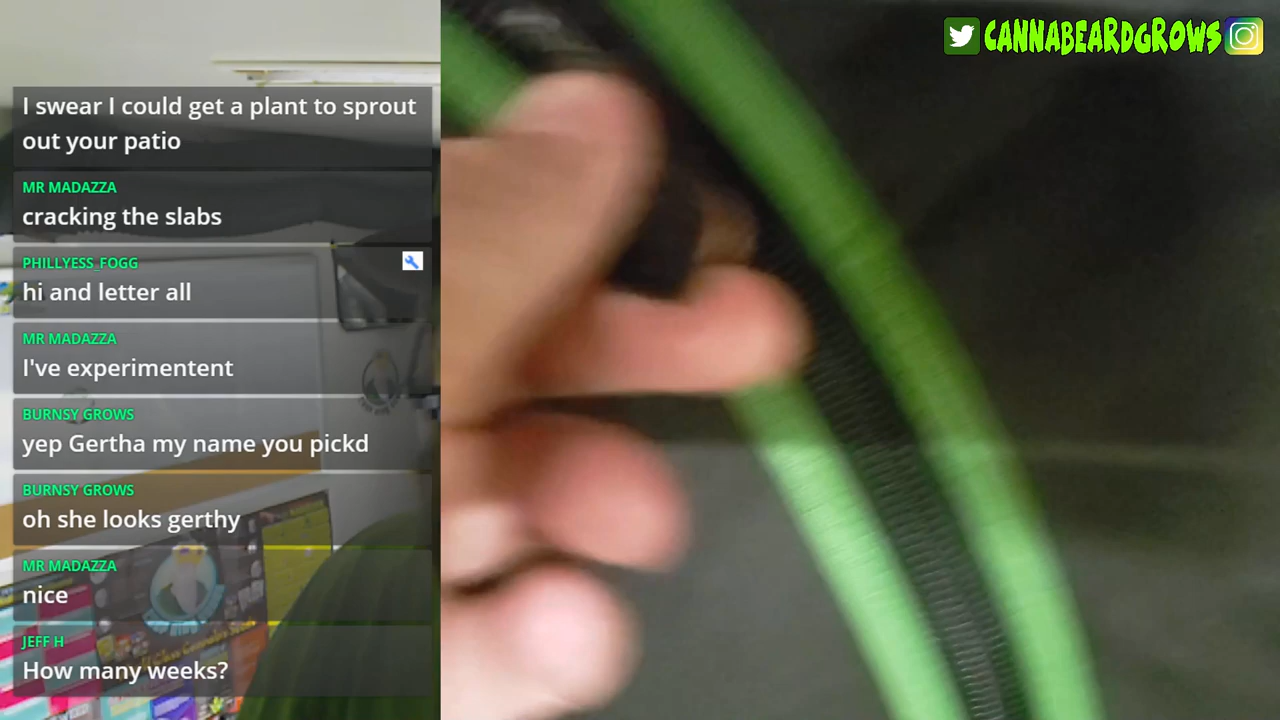 CANNABEARDGROWS
I swear I could get a plant to sprout
out your patio
MR MADAZZA
cracking the slabs
PHILLYESS_FOGG
hi and letter all
MR MADAZZA
I've experimentent
BURNSY GROWS
yep Gertha my name you pickd
BURNSY GROWS
oh she looks gerthy
MR MADAZZA
nice
JEFF H
How many weeks?